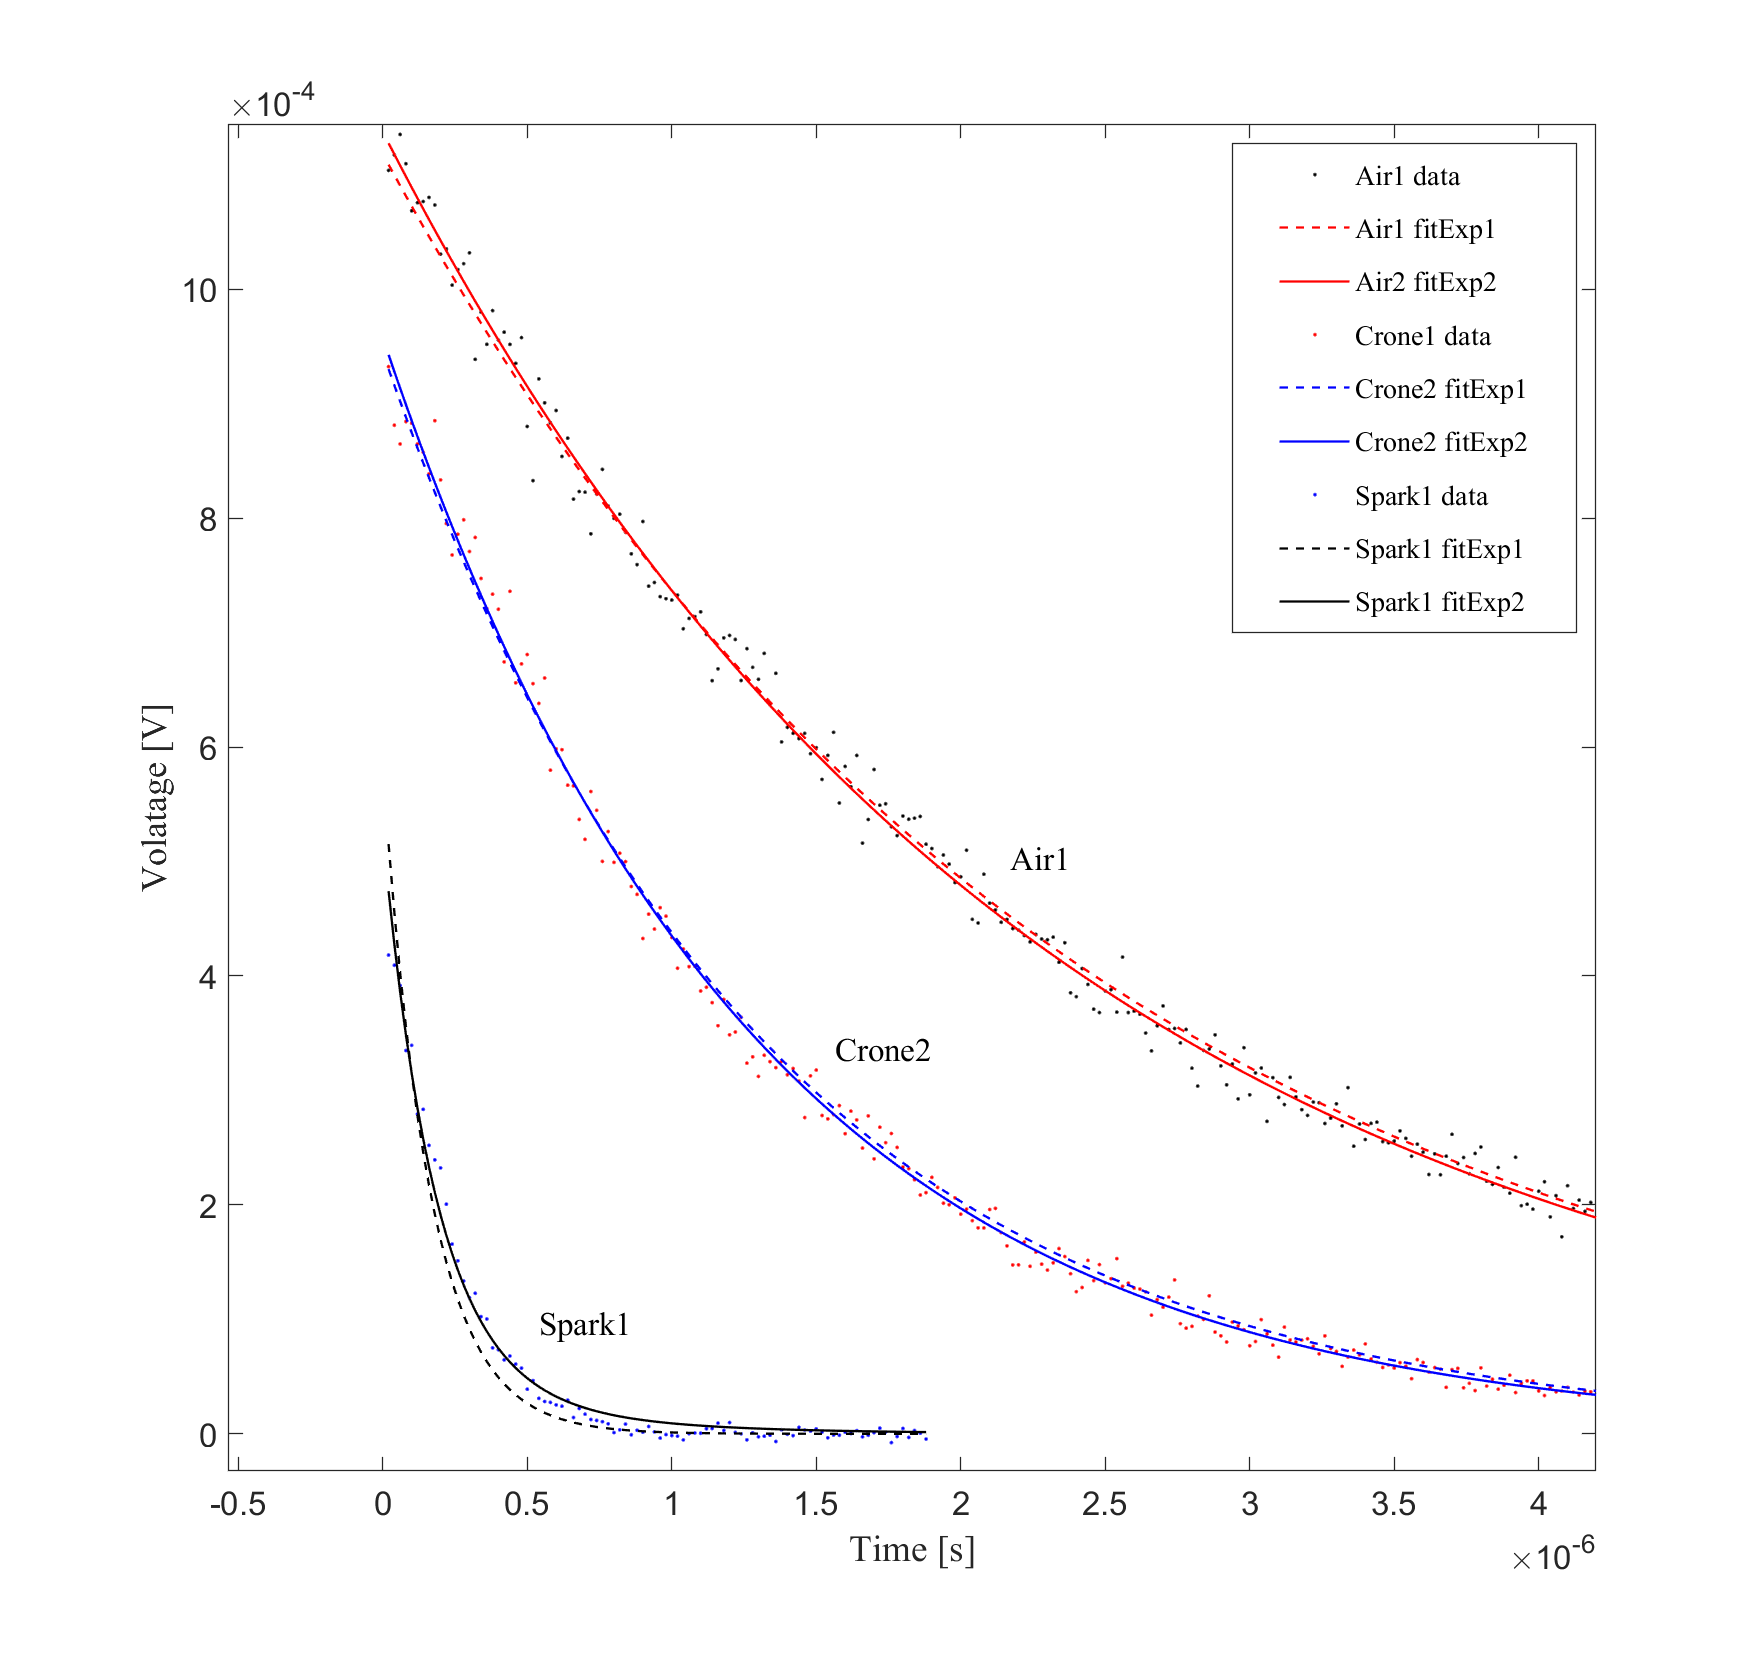 ×10-4
10
8
6
4
2
0
Volatage [V]
-0.5 0 0.5 1 1.5 2 2.5 3 3.5 4
Time [s]
×10-6
Air1 data
Air1 fitExp1
Air2 fitExp2
Crone1 data
Crone2 fitExp1
Crone2 fitExp2
Spark1 data
Spark1 fitExp1
Spark1 fitExp2
Air1
Crone2
Spark1